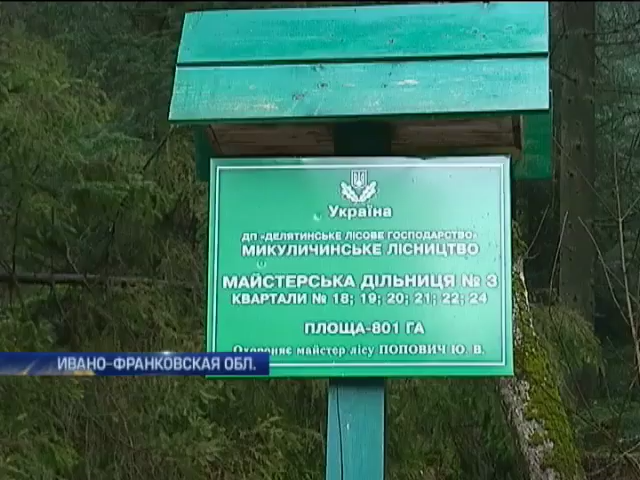 Україна
ДП «ДЕЛЯТИНСЬКЕ ЛІСОВЕ ГОСПОДАРСТВО»
МИКУЛИЧИНСЬКЕ ЛІСНИЦТВО
МАЙСТЕРСЬКА ДІЛЬНИЦЯ № 3
КВАРТАЛИ № 18; 19; 20; 21; 22; 24
ПЛОЩА-801 ГА
Охороняє майстер лісу ПОПОВИЧ Ю. В.
ИВАНО-ФРАНКОВСКАЯ ОБЛ.